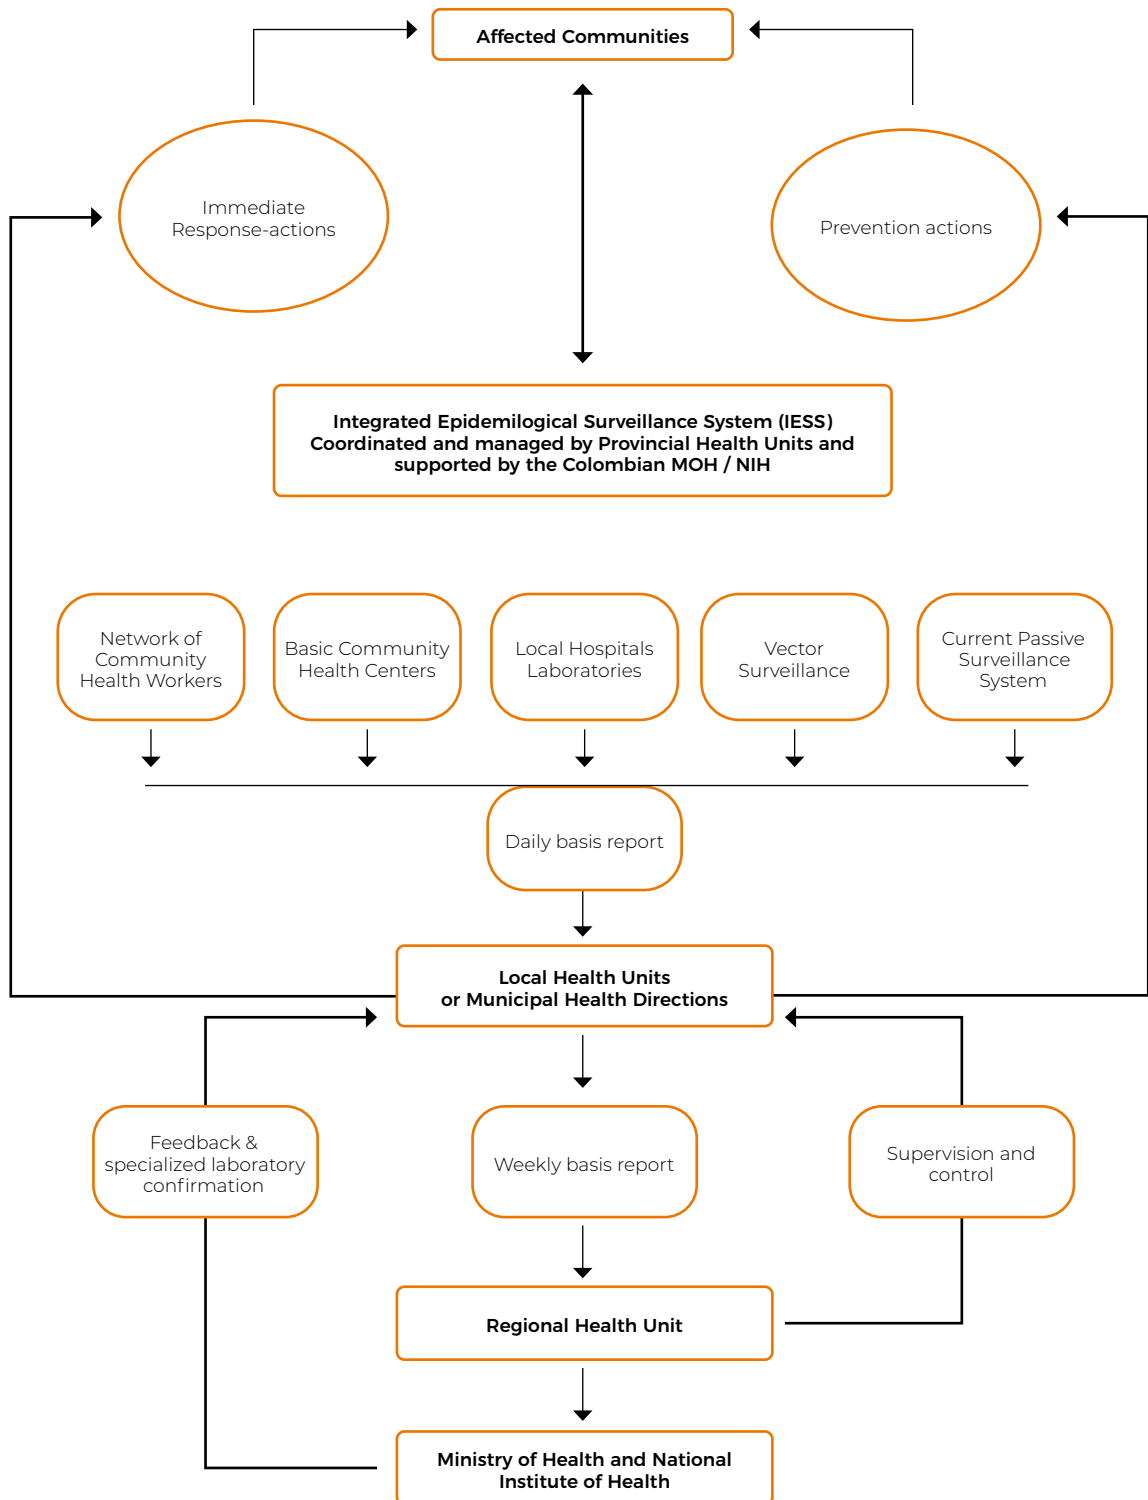 Affected Communities
Immediate
Response-actions
Prevention actions
Integrated Epidemilogical Surveillance System (IESS)
Coordinated and managed by Provincial Health Units and
supported by the Colombian MOH / NIH
Network of
Community
Health Workers
Basic Community
Health Centers
Local Hospitals
Laboratories
Vector
Surveillance
Current Passive
Surveillance
System
Daily basis report
Local Health Units
or Municipal Health Directions
Feedback &
specialized laboratory
confirmation
Weekly basis report
Supervision and
control
Regional Health Unit
Ministry of Health and National
Institute of Health